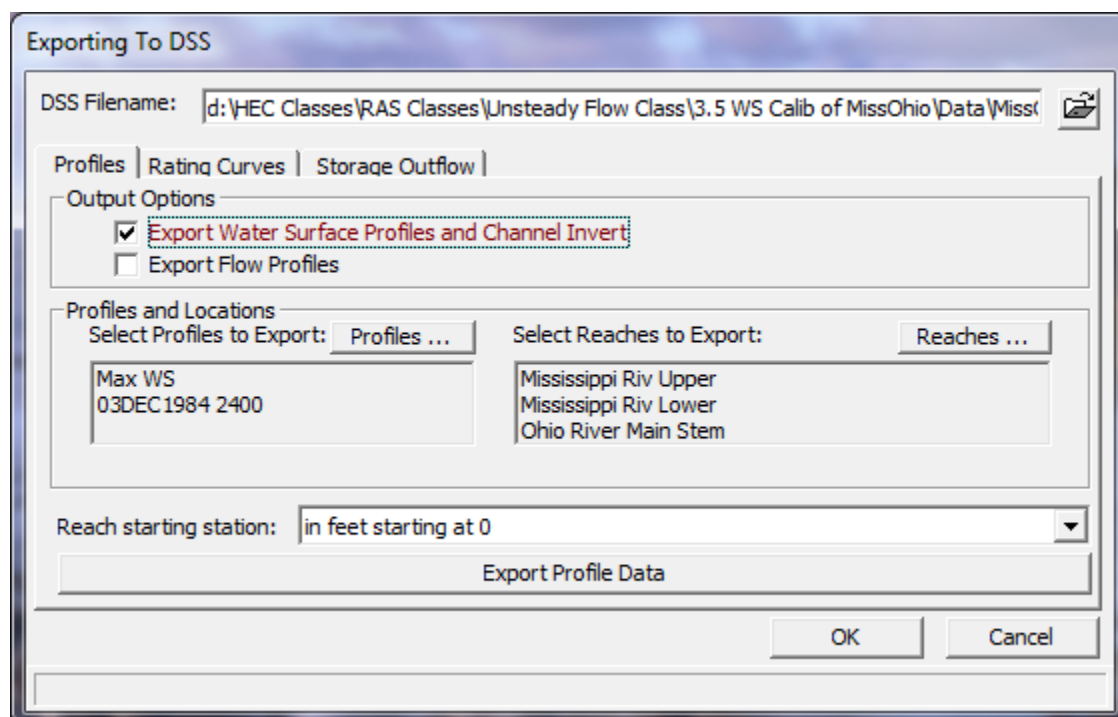 Exporting To DSS
DSS Filename: d:\HEC Classes\RAS Classes\Unsteady Flow Class\3.5 WS Calib of MissOhio\Data\Miss
Profiles Rating Curves Storage Outflow
Output Options
Export Water Surface Profiles and Channel Invert
Export Flow Profiles
Profiles and Locations
Select Profiles to Export: Profiles ... Select Reaches to Export: Reaches ...
Max WS Mississippi Riv Upper
03DEC1984 2400 Mississippi Riv Lower
Ohio River Main Stem
Reach starting station: in feet starting at 0
Export Profile Data
OK Cancel